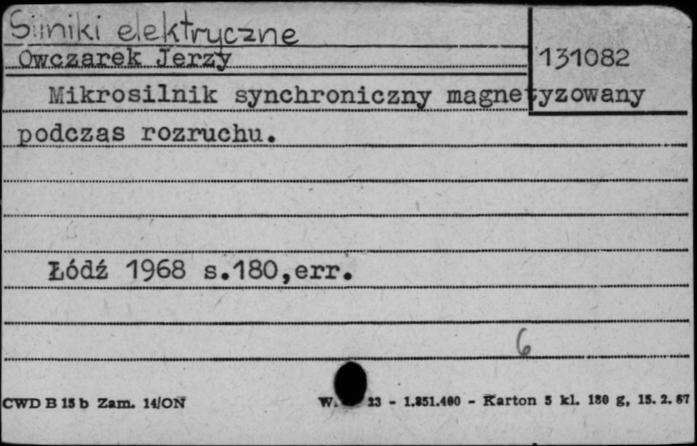 Silniki elektryczne
Owczarek Jerzy
131082
Mikrosilnik synchroniczny magnetyzowany
podczas rozruchu.
Łódź 1968 s.180,err.
6
CWD B 15 b Zam. 14/ON W. 23 - 1.851.400 - Karton 5 kl. 180 g, 15. 2. 67